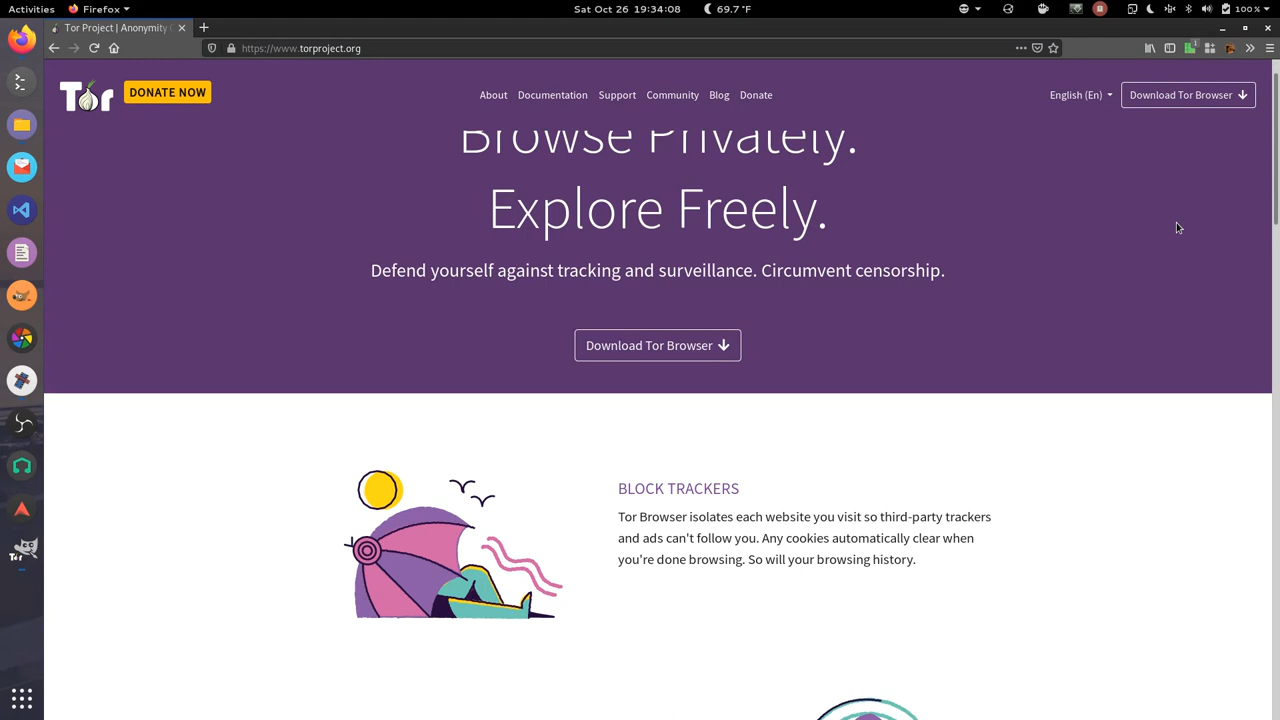 Activities Firefox Sat Oct 26 19:34:08 69.7 °F 100 %
Tor Project | Anonymity
https://www.torproject.org
Tor DONATE NOW About Documentation Support Community Blog Donate English (En) Download Tor Browser
Browse Privately.
Explore Freely.
Defend yourself against tracking and surveillance. Circumvent censorship.
Download Tor Browser
BLOCK TRACKERS
Tor Browser isolates each website you visit so third-party trackers
and ads can't follow you. Any cookies automatically clear when
you're done browsing. So will your browsing history.
Tor